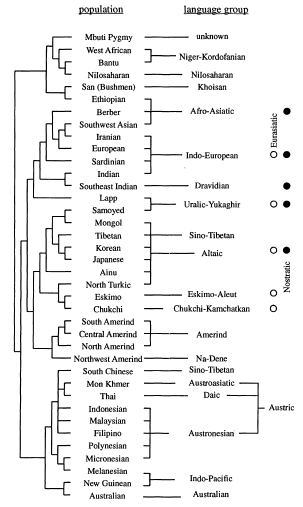 population language group
Mbuti Pygmy unknown
West African
Niger-Kordofanian
Bantu
Nilosaharan Nilosaharan
San (Bushmen) Khoisan
Ethiopian
Berber Afro-Asiatic
Southwest Asian
Iranian
European
Indo-European
Sardinian
Indian
Southeast Indian Dravidian
Lapp
Uralic-Yukaghir
Samoyed
Mongol
Tibetan Sino-Tibetan
Korean
Altaic
Japanese
Ainu
North Turkic
Eskimo Eskimo-Aleut
Chukchi Chukchi-Kamchatkan
South Amerind
Central Amerind Amerind
North Amerind
Northwest Amerind Na-Dene
South Chinese Sino-Tibetan
Mon Khmer Austroasiatic
Thai Daic
Austric
Indonesian
Malaysian
Filipino Austronesian
Polynesian
Micronesian
Melanesian
Indo-Pacific
New Guinean
Australian Australian
Eurasiatic
Nostratic